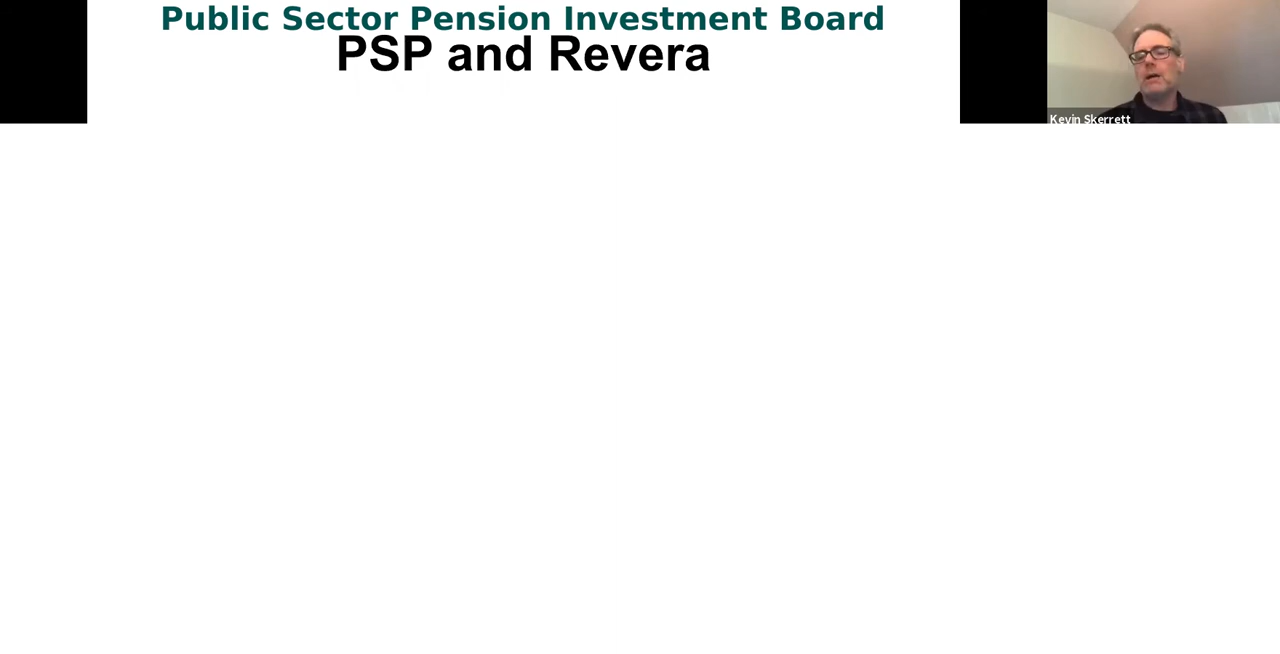 Public Sector Pension Investment Board
PSP and Revera
Kevin Skerrett